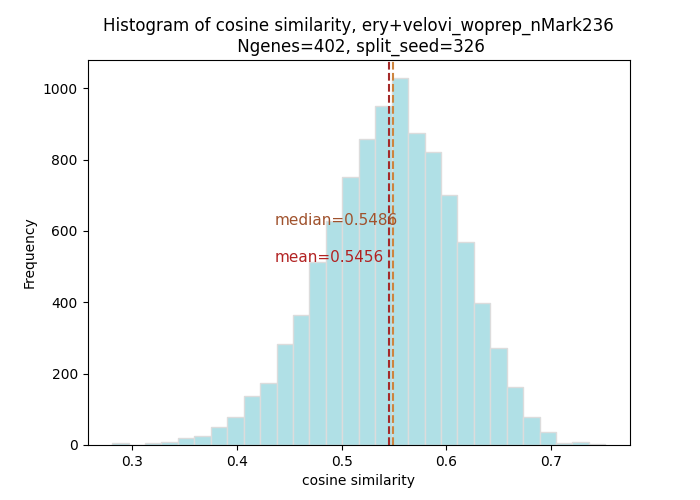 Histogram of cosine similarity, ery+velovi_woprep_nMark236
Ngenes=402, split_seed=326
1000
800
600
400
200
0
Frequency
median=0.5486
mean=0.5456
0.3 0.4 0.5 0.6 0.7
cosine similarity